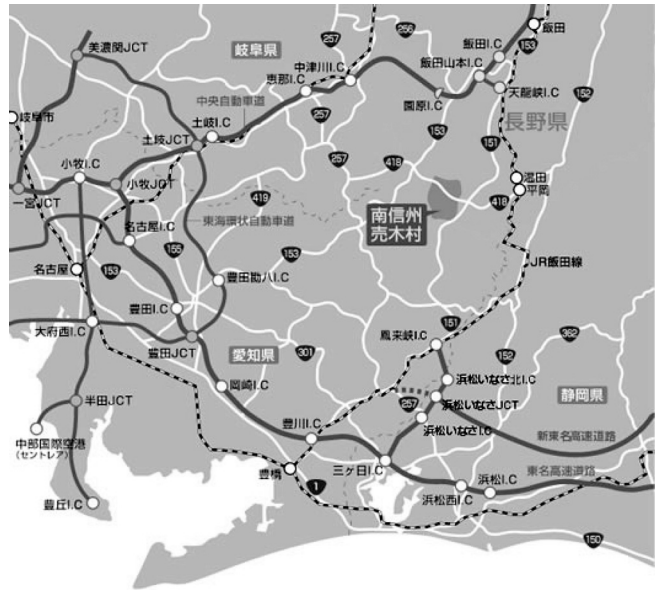 美濃関JCT
岐阜県
257
256
飯田
153
飯田I.C
飯田山本I.C
中津川I.C
恵那I.C
天龍峡I.C
152
中央自動車道
園原I.C
岐阜市
土岐I.C
257
153
長野県
土岐JCT
151
257
小牧I.C
418
温田
小牧JCT
平岡
一宮JCT
419
418
南信州
売木村
東海環状自動車道
名古屋I.C
155
153
JR飯田線
名古屋
153
豊田勘八I.C
豊田I.C
大府西I.C
鳳来峡I.C
151
362
豊田JCT
愛知県
301
152
岡崎I.C
浜松いなさ北I.C
静岡県
半田JCT
257
浜松いなさJCT
豊川I.C
浜松いなさI.C
中部国際空港
(セントレア)
新東名高速道路
豊橋
三ヶ日I.C
東名高速道路
1
浜松I.C
豊丘I.C
浜松西I.C
150